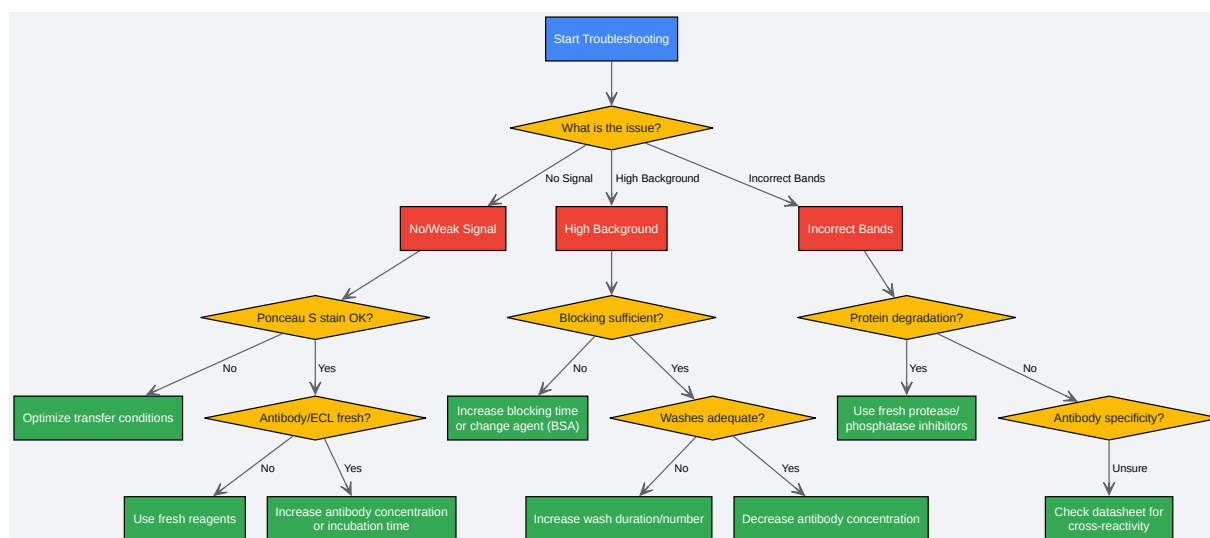 Start Troubleshooting
What is the issue?
No Signal
High Background
Incorrect Bands
No/Weak Signal
High Background
Incorrect Bands
Ponceau S stain OK?
Blocking sufficient?
Protein degradation?
No
Yes
No
Yes
Yes
No
Optimize transfer conditions
Antibody/ECL fresh?
Increase blocking time
or change agent (BSA)
Washes adequate?
Use fresh protease/
phosphatase inhibitors
Antibody specificity?
No
Yes
No
Yes
Unsure
Use fresh reagents
Increase antibody concentration
or incubation time
Increase wash duration/number
Decrease antibody concentration
Check datasheet for
cross-reactivity